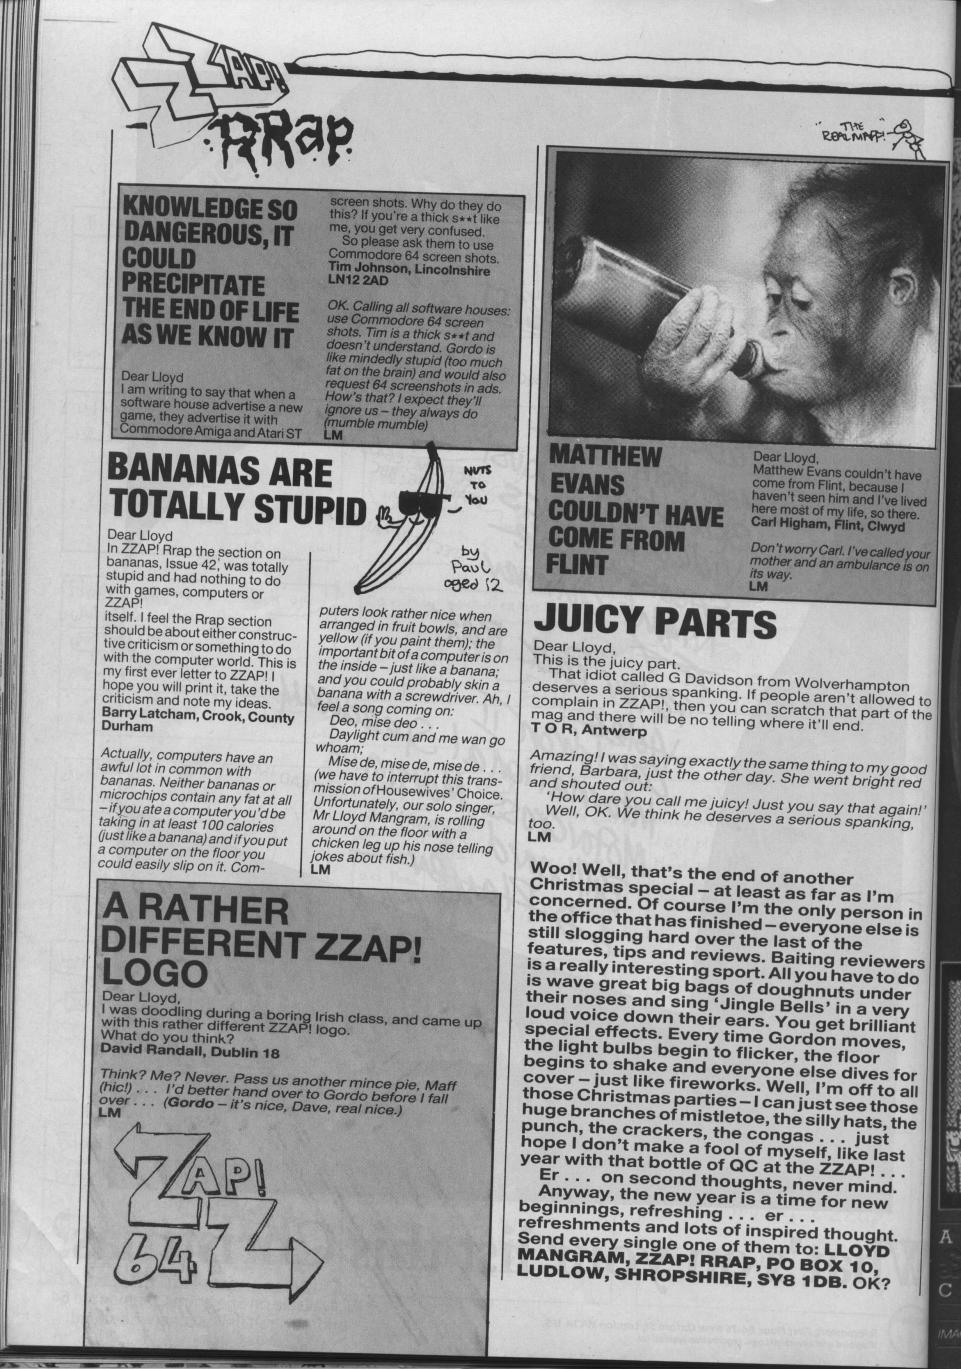 ZZAP!
RRap
"THE
REAL MAFF!"
KNOWLEDGE SO
DANGEROUS, IT
COULD
PRECIPITATE
THE END OF LIFE
AS WE KNOW IT
Dear Lloyd
I am writing to say that when a
software house advertise a new
game, they advertise it with
Commodore Amiga and Atari ST
screen shots. Why do they do
this? If you're a thick s**t like
me, you get very confused.
So please ask them to use
Commodore 64 screen shots.
Tim Johnson, Lincolnshire
LN12 2AD
OK. Calling all software houses:
use Commodore 64 screen
shots. Tim is a thick s**t and
doesn't understand. Gordo is
like mindedly stupid (too much
fat on the brain) and would also
request 64 screenshots in ads.
How's that? I expect they'll
ignore us – they always do
(mumble mumble)
LM
BANANAS ARE
TOTALLY STUPID
NUTS
TO
YOU
by
Paul
aged 12
Dear Lloyd
In ZZAP! Rrap the section on
bananas, Issue 42, was totally
stupid and had nothing to do
with games, computers or
ZZAP!
itself. I feel the Rrap section
should be about either construc-
tive criticism or something to do
with the computer world. This is
my first ever letter to ZZAP! I
hope you will print it, take the
criticism and note my ideas.
Barry Latcham, Crook, County
Durham
Actually, computers have an
awful lot in common with
bananas. Neither bananas or
microchips contain any fat at all
– if you ate a computer you'd be
taking in at least 100 calories
(just like a banana) and if you put
a computer on the floor you
could easily slip on it. Com-
puters look rather nice when
arranged in fruit bowls, and are
yellow (if you paint them); the
important bit of a computer is on
the inside – just like a banana;
and you could probably skin a
banana with a screwdriver. Ah, I
feel a song coming on:
Deo, mise deo . . .
Daylight cum and me wan go
whoam;
Mise de, mise de, mise de . . .
(we have to interrupt this trans-
mission of Housewives' Choice.
Unfortunately, our solo singer,
Mr Lloyd Mangram, is rolling
around on the floor with a
chicken leg up his nose telling
jokes about fish.)
LM
A RATHER
DIFFERENT ZZAP!
LOGO
Dear Lloyd,
I was doodling during a boring Irish class, and came up
with this rather different ZZAP! logo.
What do you think?
David Randall, Dublin 18
Think? Me? Never. Pass us another mince pie, Maff
(hic!) . . . I'd better hand over to Gordo before I fall
over . . . (Gordo – it's nice, Dave, real nice.)
LM
ZZAP!
64
MATTHEW
EVANS
COULDN'T HAVE
COME FROM
FLINT
Dear Lloyd,
Matthew Evans couldn't have
come from Flint, because I
haven't seen him and I've lived
here most of my life, so there.
Carl Higham, Flint, Clwyd
Don't worry Carl. I've called your
mother and an ambulance is on
its way.
LM
JUICY PARTS
Dear Lloyd,
This is the juicy part.
That idiot called G Davidson from Wolverhampton
deserves a serious spanking. If people aren't allowed to
complain in ZZAP!, then you can scratch that part of the
mag and there will be no telling where it'll end.
T O R, Antwerp
Amazing! I was saying exactly the same thing to my good
friend, Barbara, just the other day. She went bright red
and shouted out:
'How dare you call me juicy! Just you say that again!'
Well, OK. We think he deserves a serious spanking,
too.
LM
Woo! Well, that's the end of another
Christmas special – at least as far as I'm
concerned. Of course I'm the only person in
the office that has finished – everyone else is
still slogging hard over the last of the
features, tips and reviews. Baiting reviewers
is a really interesting sport. All you have to do
is wave great big bags of doughnuts under
their noses and sing 'Jingle Bells' in a very
loud voice down their ears. You get brilliant
special effects. Every time Gordon moves,
the light bulbs begin to flicker, the floor
begins to shake and everyone else dives for
cover – just like fireworks. Well, I'm off to all
those Christmas parties – I can just see those
huge branches of mistletoe, the silly hats, the
punch, the crackers, the congas . . . just
hope I don't make a fool of myself, like last
year with that bottle of QC at the ZZAP! . . .
Er . . . on second thoughts, never mind.
Anyway, the new year is a time for new
beginnings, refreshing . . . er . . .
refreshments and lots of inspired thought.
Send every single one of them to: LLOYD
MANGRAM, ZZAP! RRAP, PO BOX 10,
LUDLOW, SHROPSHIRE, SY8 1DB. OK?
A
C
IMA